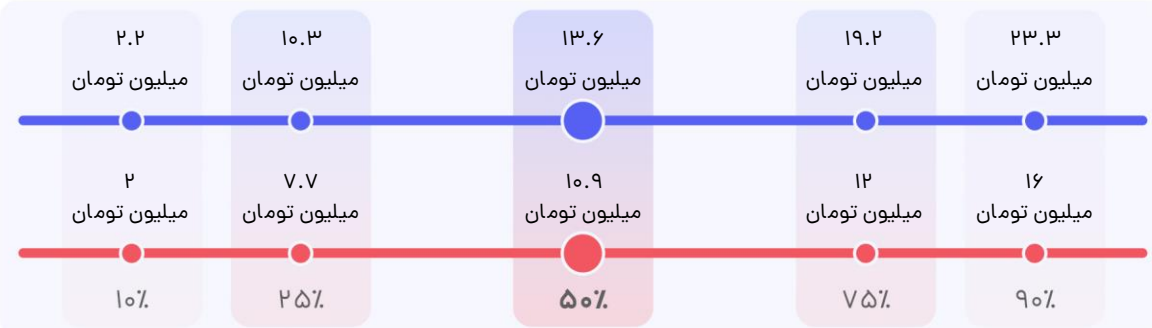 ۲.۲ ۱۰.۳ ۱۳.۶ ۱۹.۲ ۲۳.۳
میلیون تومان میلیون تومان میلیون تومان میلیون تومان میلیون تومان
۲ ۷.۷ ۱۰.۹ ۱۲ ۱۶
میلیون تومان میلیون تومان میلیون تومان میلیون تومان میلیون تومان
۱۰٪ ۲۵٪ ۵۰٪ ۷۵٪ ۹۰٪